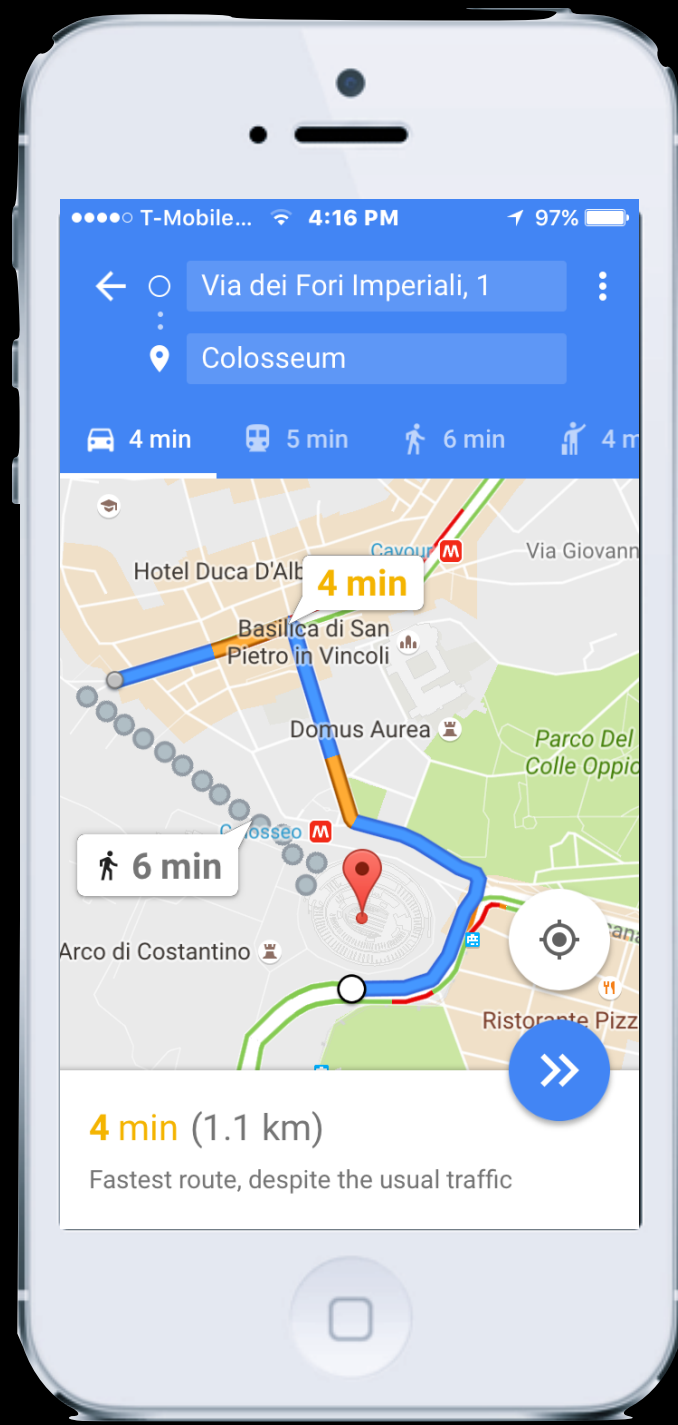 T-Mobile... 4:16 PM 97%
Via dei Fori Imperiali, 1
Colosseum
4 min 5 min 6 min 4 m
Cavour M
Via Giovann
Hotel Duca D'Alb
4 min
Basilica di San
Pietro in Vincoli
Domus Aurea
Parco Del
Colle Oppio
Colosseo M
6 min
Arco di Costantino
Ristorante Pizz
4 min (1.1 km)
Fastest route, despite the usual traffic